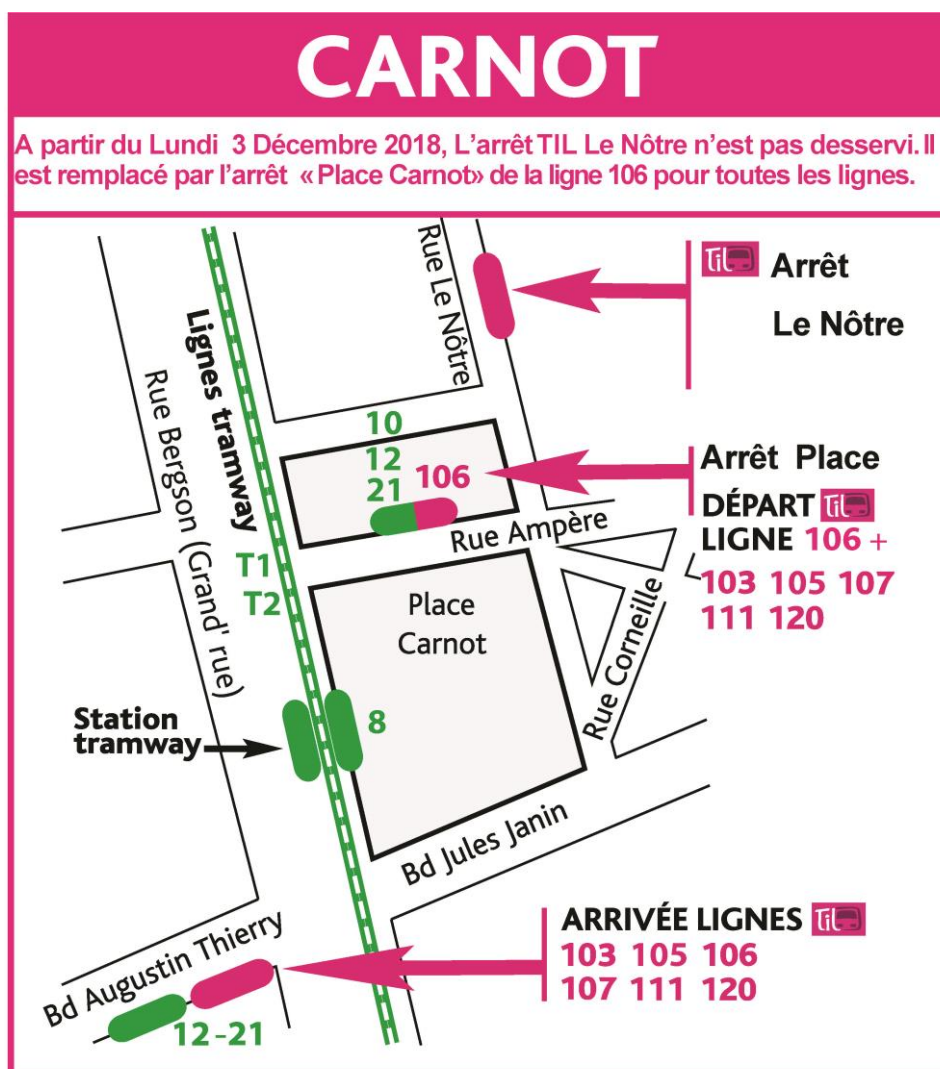 CARNOT
A partir du Lundi 3 Décembre 2018, L'arrêt TIL Le Nôtre n'est pas desservi. Il
est remplacé par l'arrêt «Place Carnot» de la ligne 106 pour toutes les lignes.
Rue Le Nôtre
Til Arrêt
Le Nôtre
Lignes tramway
Rue Bergson (Grand' rue)
10
12
21
106
Arrêt Place
DÉPART Til
LIGNE 106 +
103 105 107
111 120
Rue Ampère
T1
T2
Place
Carnot
Rue Corneille
Station
tramway
8
Bd Jules Janin
Bd Augustin Thierry
12-21
ARRIVÉE LIGNES Til
103 105 106
107 111 120